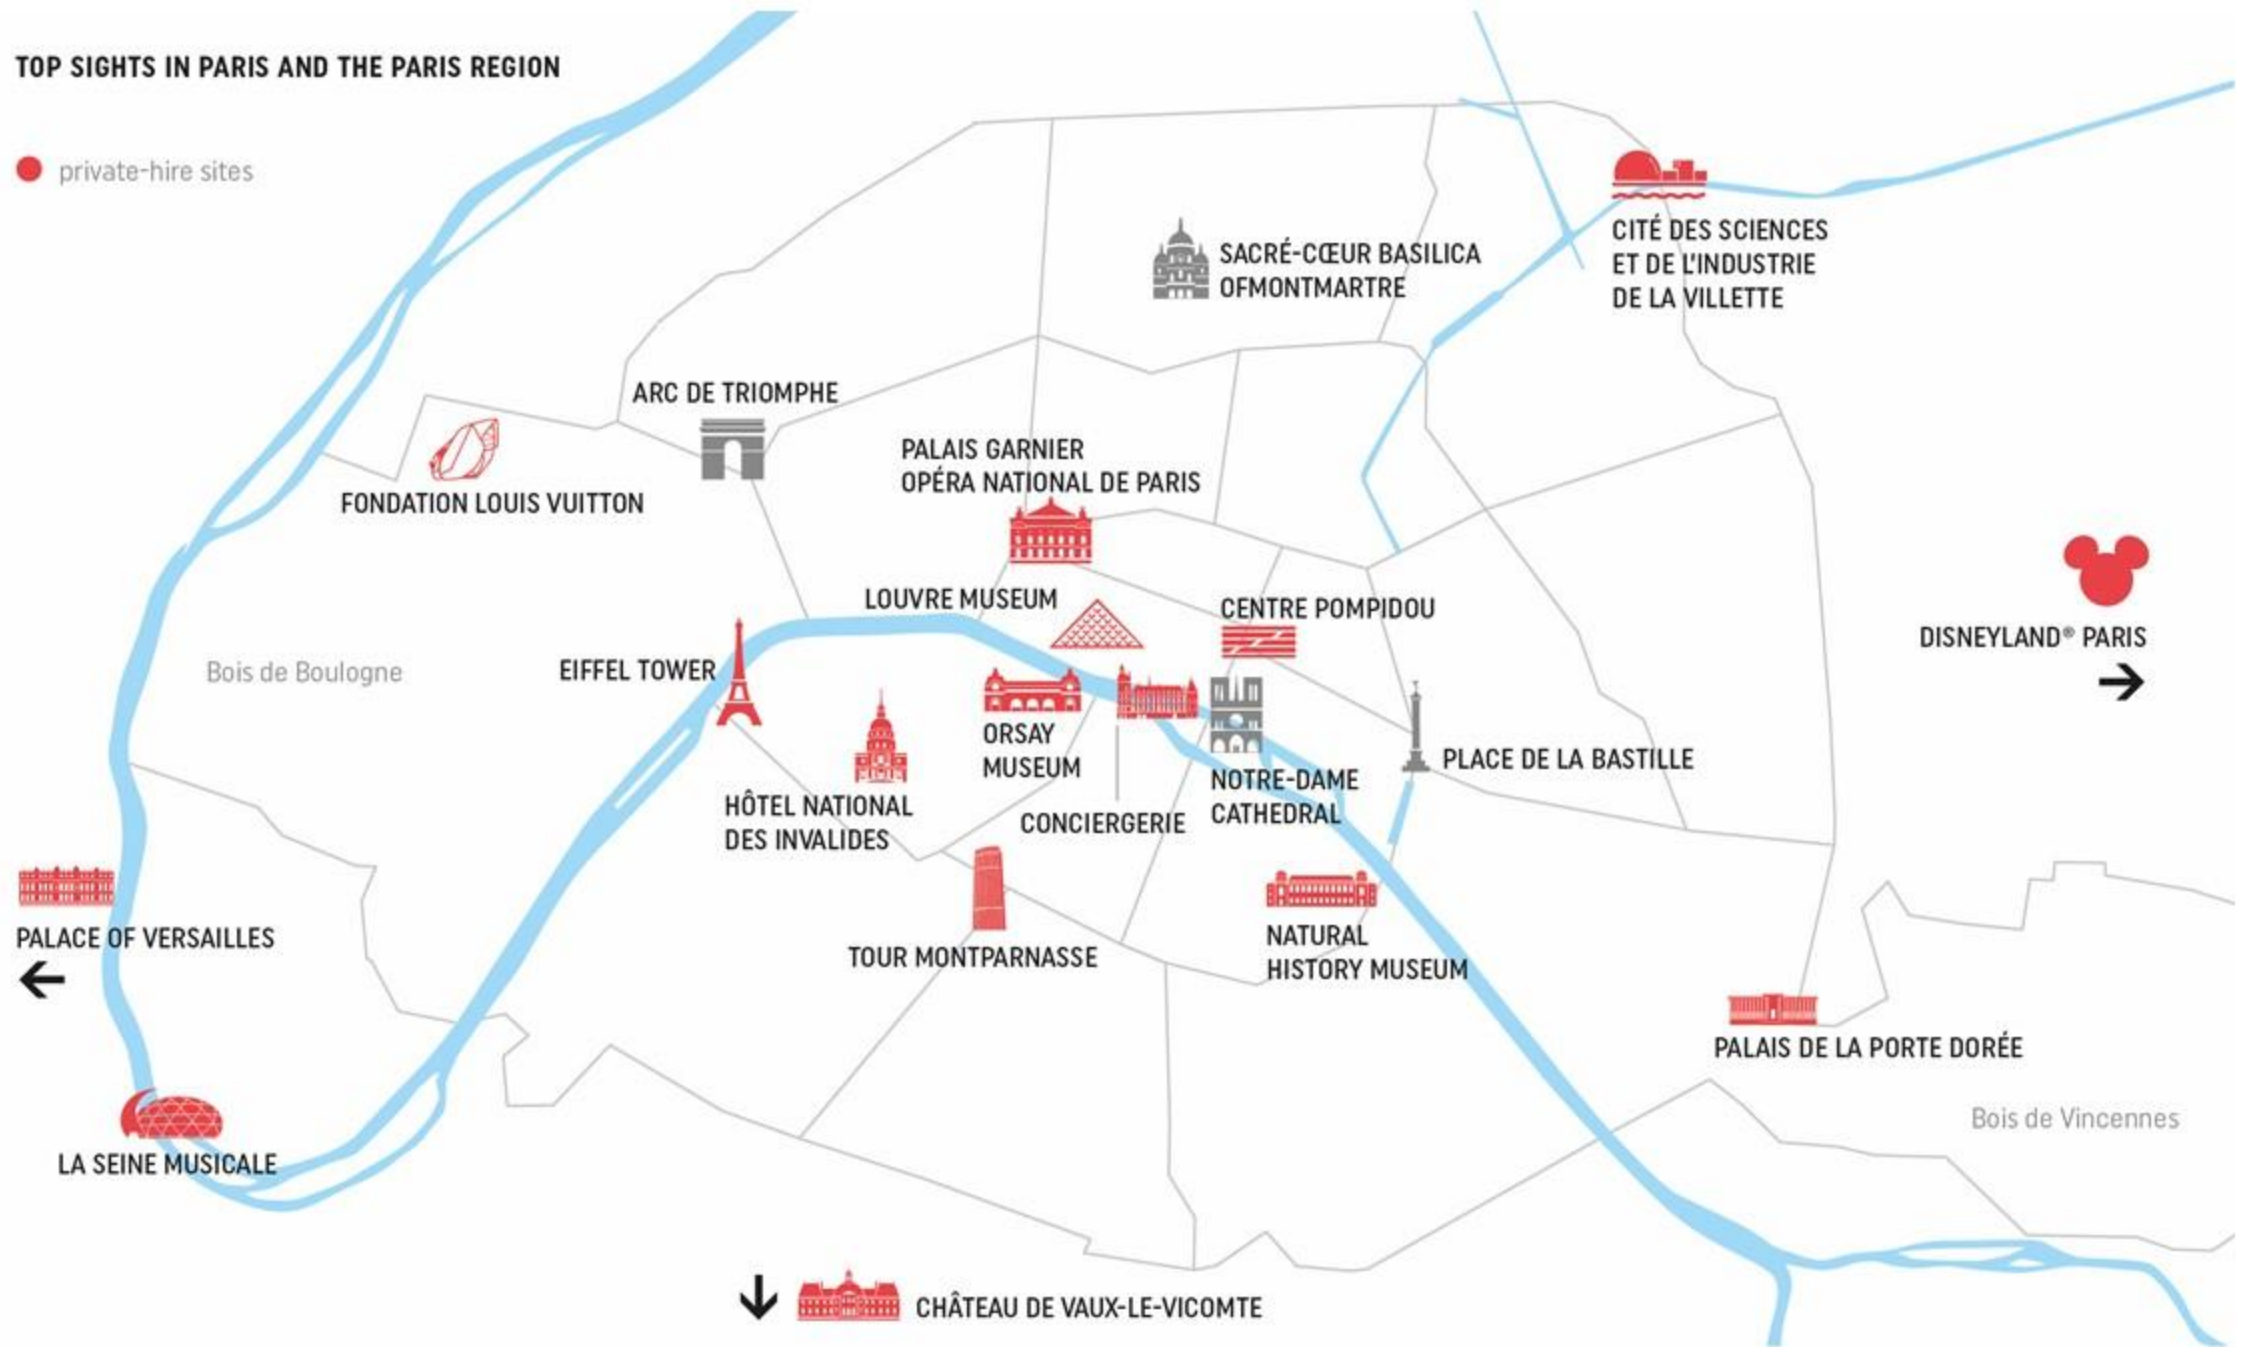 TOP SIGHTS IN PARIS AND THE PARIS REGION
private-hire sites
SACRÉ-CŒUR BASILICA
OFMONTMARTRE
CITÉ DES SCIENCES
ET DE L'INDUSTRIE
DE LA VILLETTE
ARC DE TRIOMPHE
PALAIS GARNIER
OPÉRA NATIONAL DE PARIS
FONDATION LOUIS VUITTON
LOUVRE MUSEUM
CENTRE POMPIDOU
DISNEYLAND® PARIS
Bois de Boulogne
EIFFEL TOWER
ORSAY
MUSEUM
PLACE DE LA BASTILLE
HÔTEL NATIONAL
DES INVALIDES
CONCIERGERIE
NOTRE-DAME
CATHEDRAL
PALACE OF VERSAILLES
TOUR MONTPARNASSE
NATURAL
HISTORY MUSEUM
PALAIS DE LA PORTE DORÉE
Bois de Vincennes
LA SEINE MUSICALE
CHÂTEAU DE VAUX-LE-VICOMTE